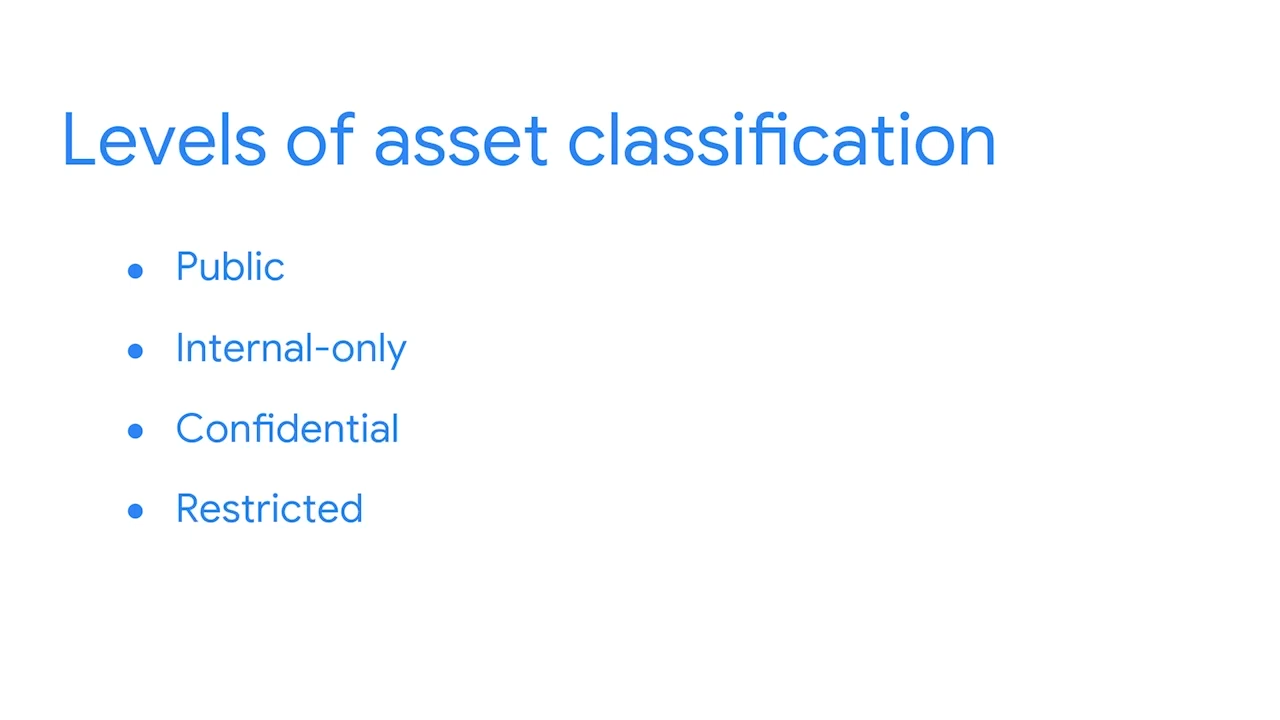 Levels of asset classification
• Public
• Internal-only
• Confidential
• Restricted